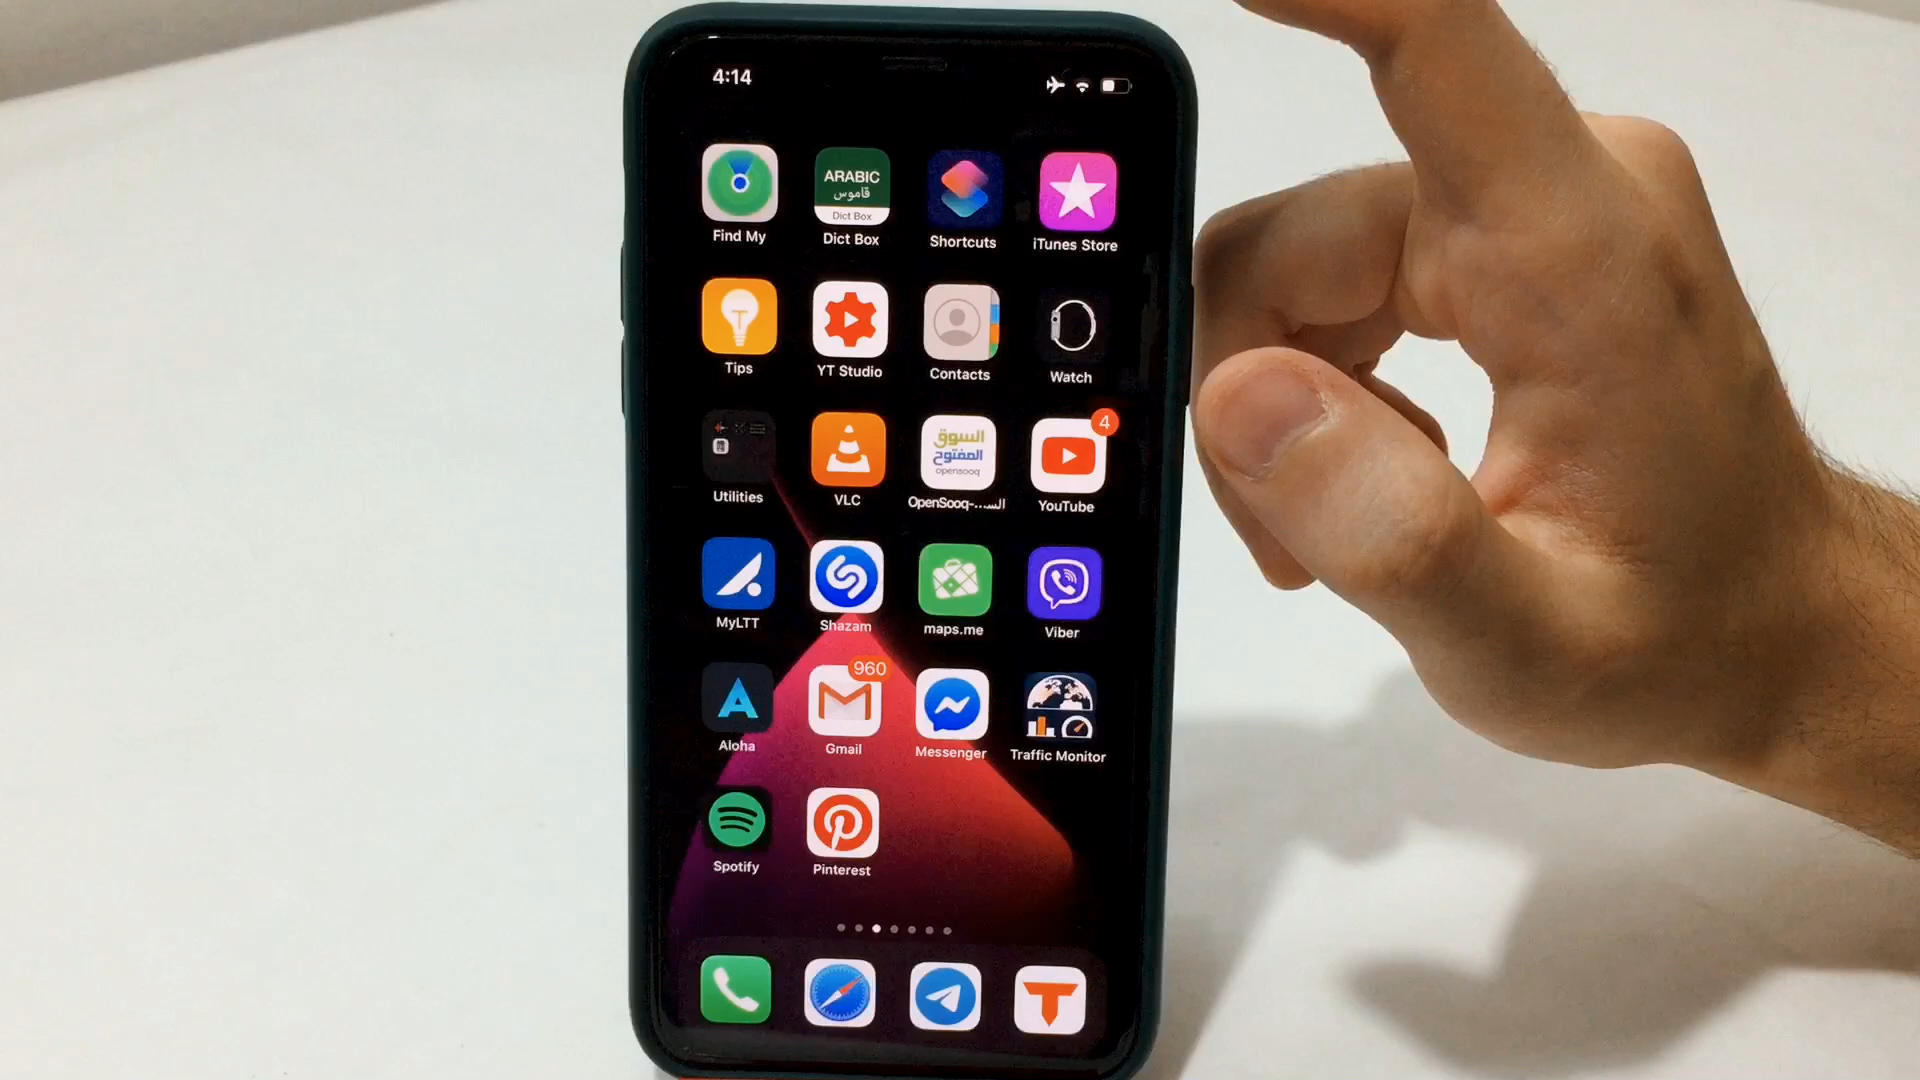 4:14
ARABIC
قاموس
Dict Box
Find My
Dict Box
Shortcuts
iTunes Store
Tips
YT Studio
Contacts
Watch
4
السوق
المفتوح
opensooq
Utilities
VLC
OpenSooq-...السـ
YouTube
MyLTT
Shazam
maps.me
Viber
960
Aloha
Gmail
Messenger
Traffic Monitor
Spotify
Pinterest